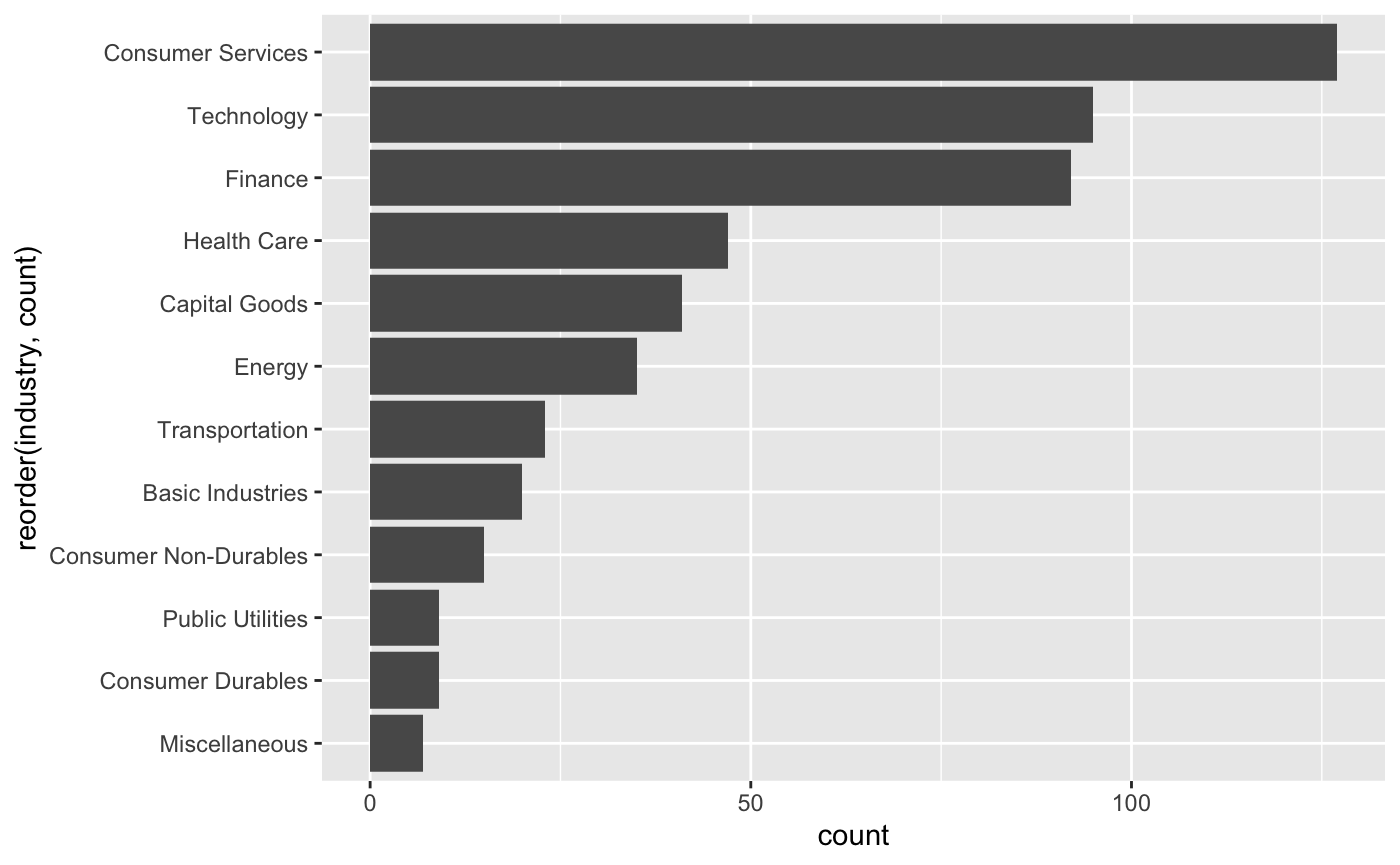 Consumer Services
Technology
Finance
Health Care
Capital Goods
Energy
Transportation
Basic Industries
Consumer Non-Durables
Public Utilities
Consumer Durables
Miscellaneous
reorder(industry, count)
0 50 100
count